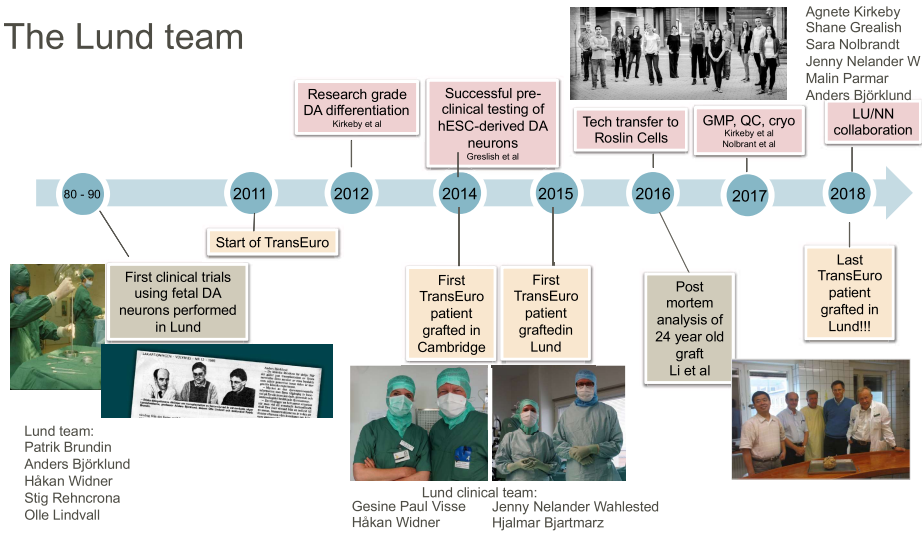 The Lund team
Agnete Kirkeby
Shane Grealish
Sara Nolbrandt
Jenny Nelander W
Malin Parmar
Anders Björklund
Research grade
DA differentiation
Kirkeby et al
Successful pre-
clinical testing of
hESC-derived DA
neurons
Greslish et al
Tech transfer to
Roslin Cells
GMP, QC, cryo
Kirkeby et al
Nolbrant et al
LU/NN
collaboration
80 - 90
2011
2012
2014
2015
2016
2017
2018
Start of TransEuro
First clinical trials
using fetal DA
neurons performed
in Lund
First
TransEuro
patient
grafted in
Cambridge
First
TransEuro
patient
graftedin
Lund
Post
mortem
analysis of
24 year old
graft
Li et al
Last
TransEuro
patient
grafted in
Lund!!!
Lund team:
Patrik Brundin
Anders Björklund
Håkan Widner
Stig Rehncrona
Olle Lindvall
Lund clinical team:
Gesine Paul Visse
Håkan Widner
Jenny Nelander Wahlested
Hjalmar Bjartmarz